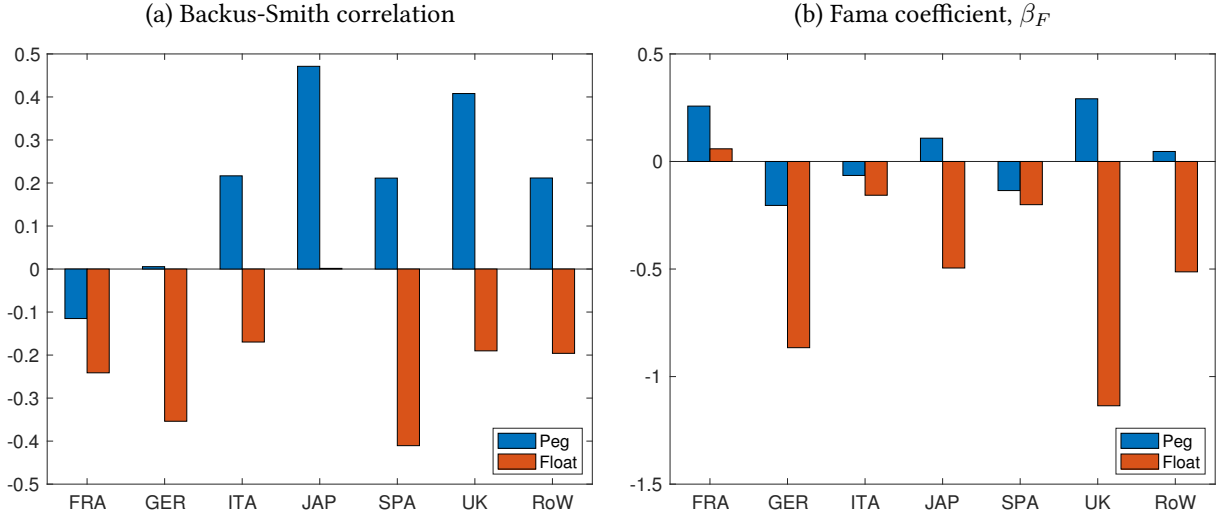 (a) Backus-Smith correlation
0.5
0.4
0.3
0.2
0.1
0
-0.1
-0.2
-0.3
-0.4
-0.5
Peg
Float
FRA GER ITA JAP SPA UK RoW
(b) Fama coefficient, β_F
0.5
0
-0.5
-1
-1.5
Peg
Float
FRA GER ITA JAP SPA UK RoW